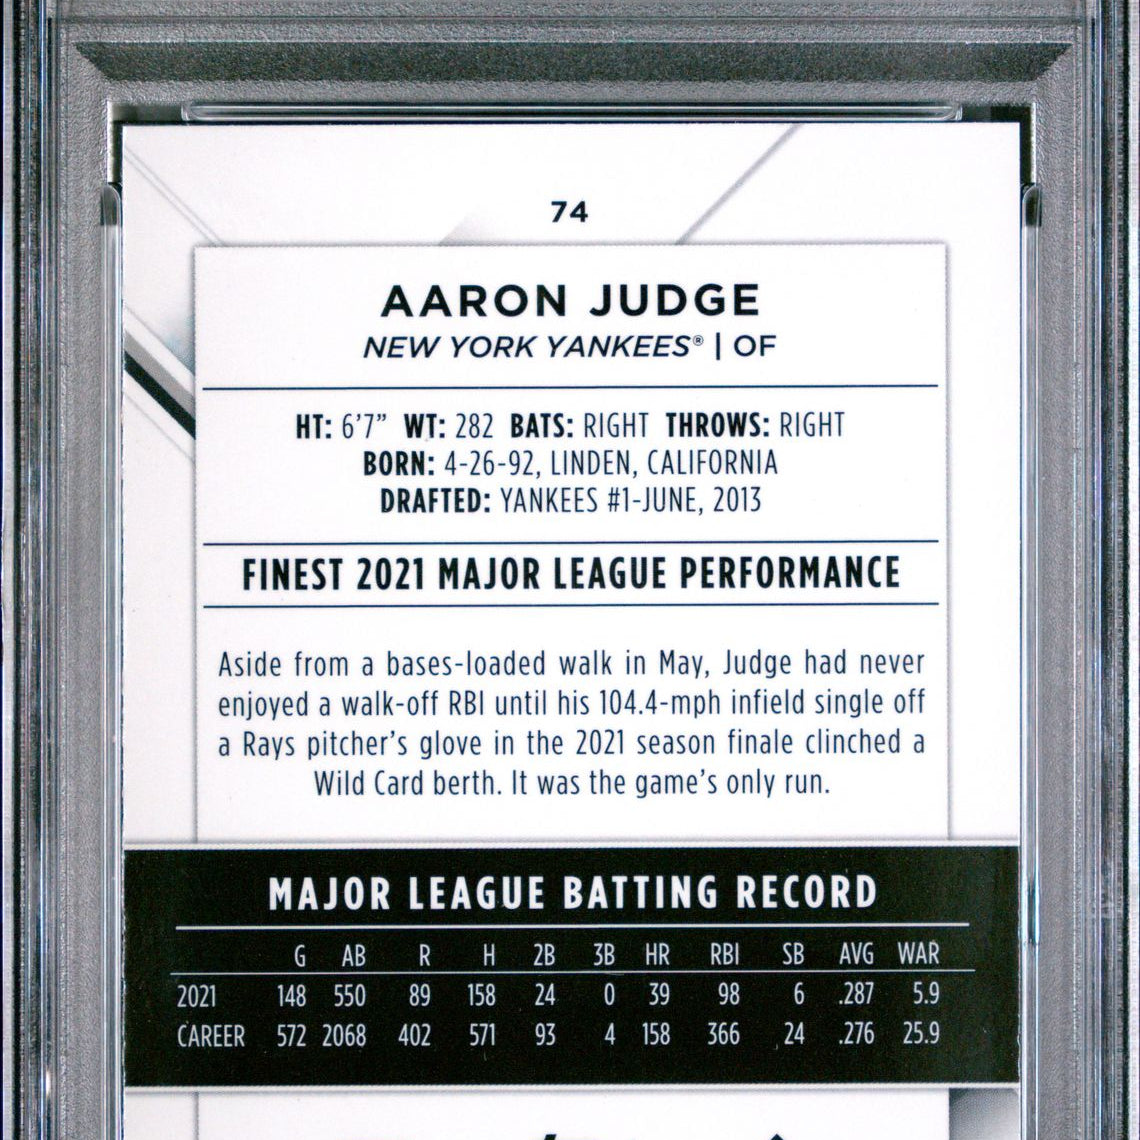 74
AARON JUDGE
NEW YORK YANKEES® | OF
HT: 6'7" WT: 282 BATS: RIGHT THROWS: RIGHT
BORN: 4-26-92, LINDEN, CALIFORNIA
DRAFTED: YANKEES #1-JUNE, 2013
FINEST 2021 MAJOR LEAGUE PERFORMANCE
Aside from a bases-loaded walk in May, Judge had never
enjoyed a walk-off RBI until his 104.4-mph infield single off
a Rays pitcher's glove in the 2021 season finale clinched a
Wild Card berth. It was the game's only run.
MAJOR LEAGUE BATTING RECORD
G AB R H 2B 3B HR RBI SB AVG WAR
2021 148 550 89 158 24 0 39 98 6 .287 5.9
CAREER 572 2068 402 571 93 4 158 366 24 .276 25.9